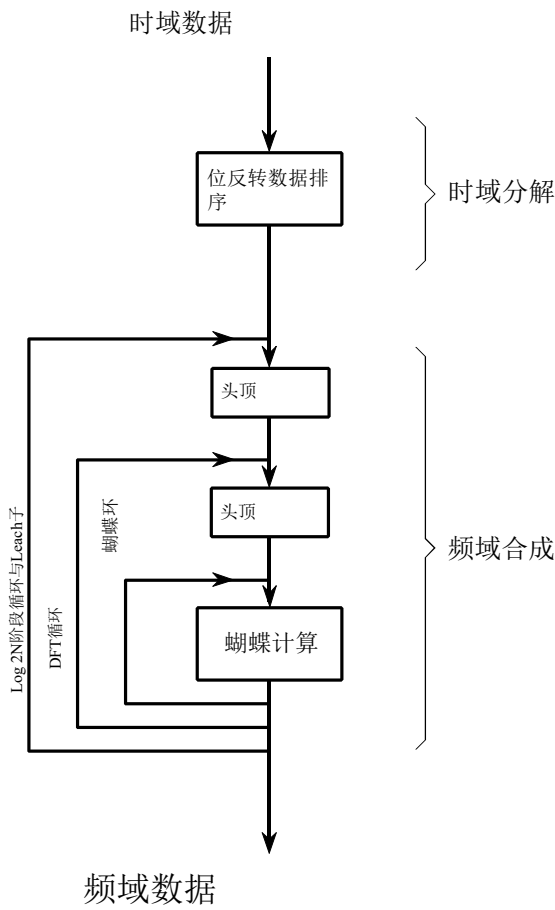 时域数据
位反转数据排
序
时域分解
头顶
头顶
蝴蝶计算
频域合成
Log 2N阶段循环与Leach子
DFT循环
蝴蝶环
频域数据